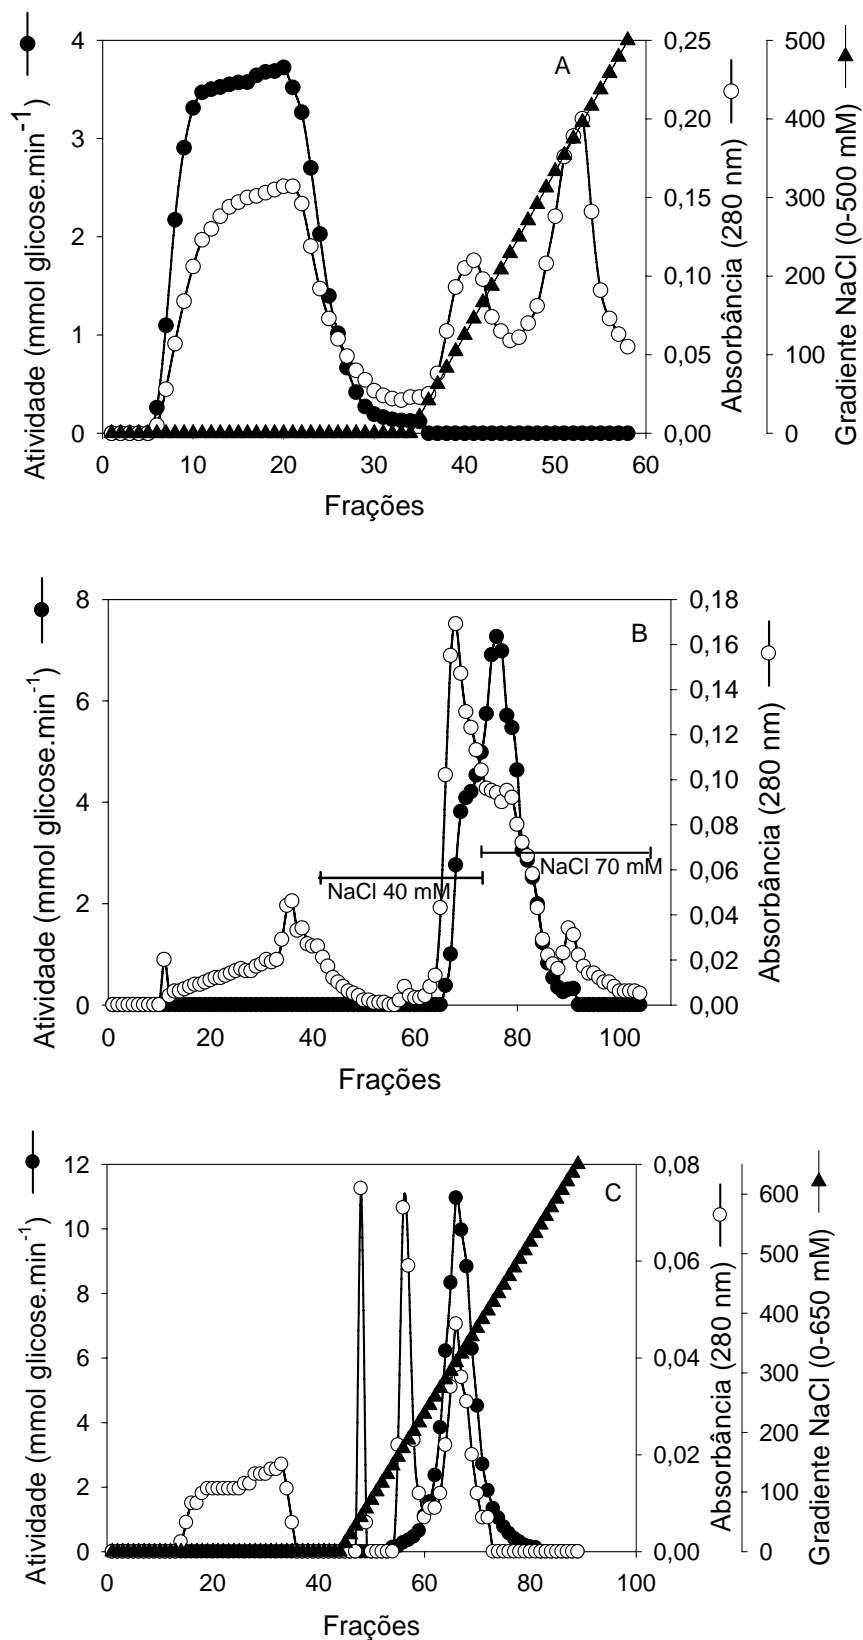 Atividade (mmol glicose.min⁻¹)
4
3
2
1
0
A
0,25
0,20
0,15
0,10
0,05
0,00
Absorbância (280 nm)
500
400
300
200
100
0
Gradiente NaCl (0-500 mM)
0 10 20 30 40 50 60
Frações
Atividade (mmol glicose.min⁻¹)
8
6
4
2
0
B
NaCl 40 mM
NaCl 70 mM
0,18
0,16
0,14
0,12
0,10
0,08
0,06
0,04
0,02
0,00
Absorbância (280 nm)
0 20 40 60 80 100
Frações
Atividade (mmol glicose.min⁻¹)
12
10
8
6
4
2
0
C
0,08
0,06
0,04
0,02
0,00
Absorbância (280 nm)
600
500
400
300
200
100
0
Gradiente NaCl (0-650 mM)
0 20 40 60 80 100
Frações